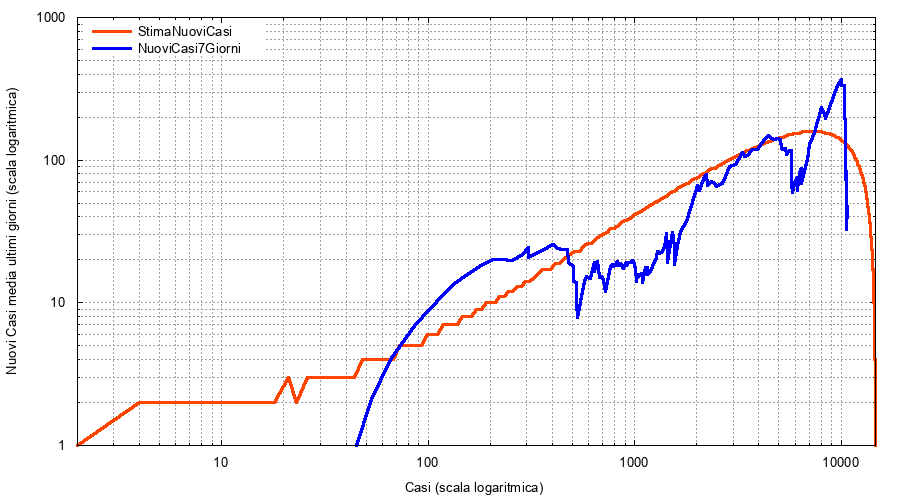 1000
StimaNuoviCasi
NuoviCasi7Giorni
100
10
1
Nuovi Casi media ultimi giorni (scala logaritmica)
10
100
1000
10000
Casi (scala logaritmica)